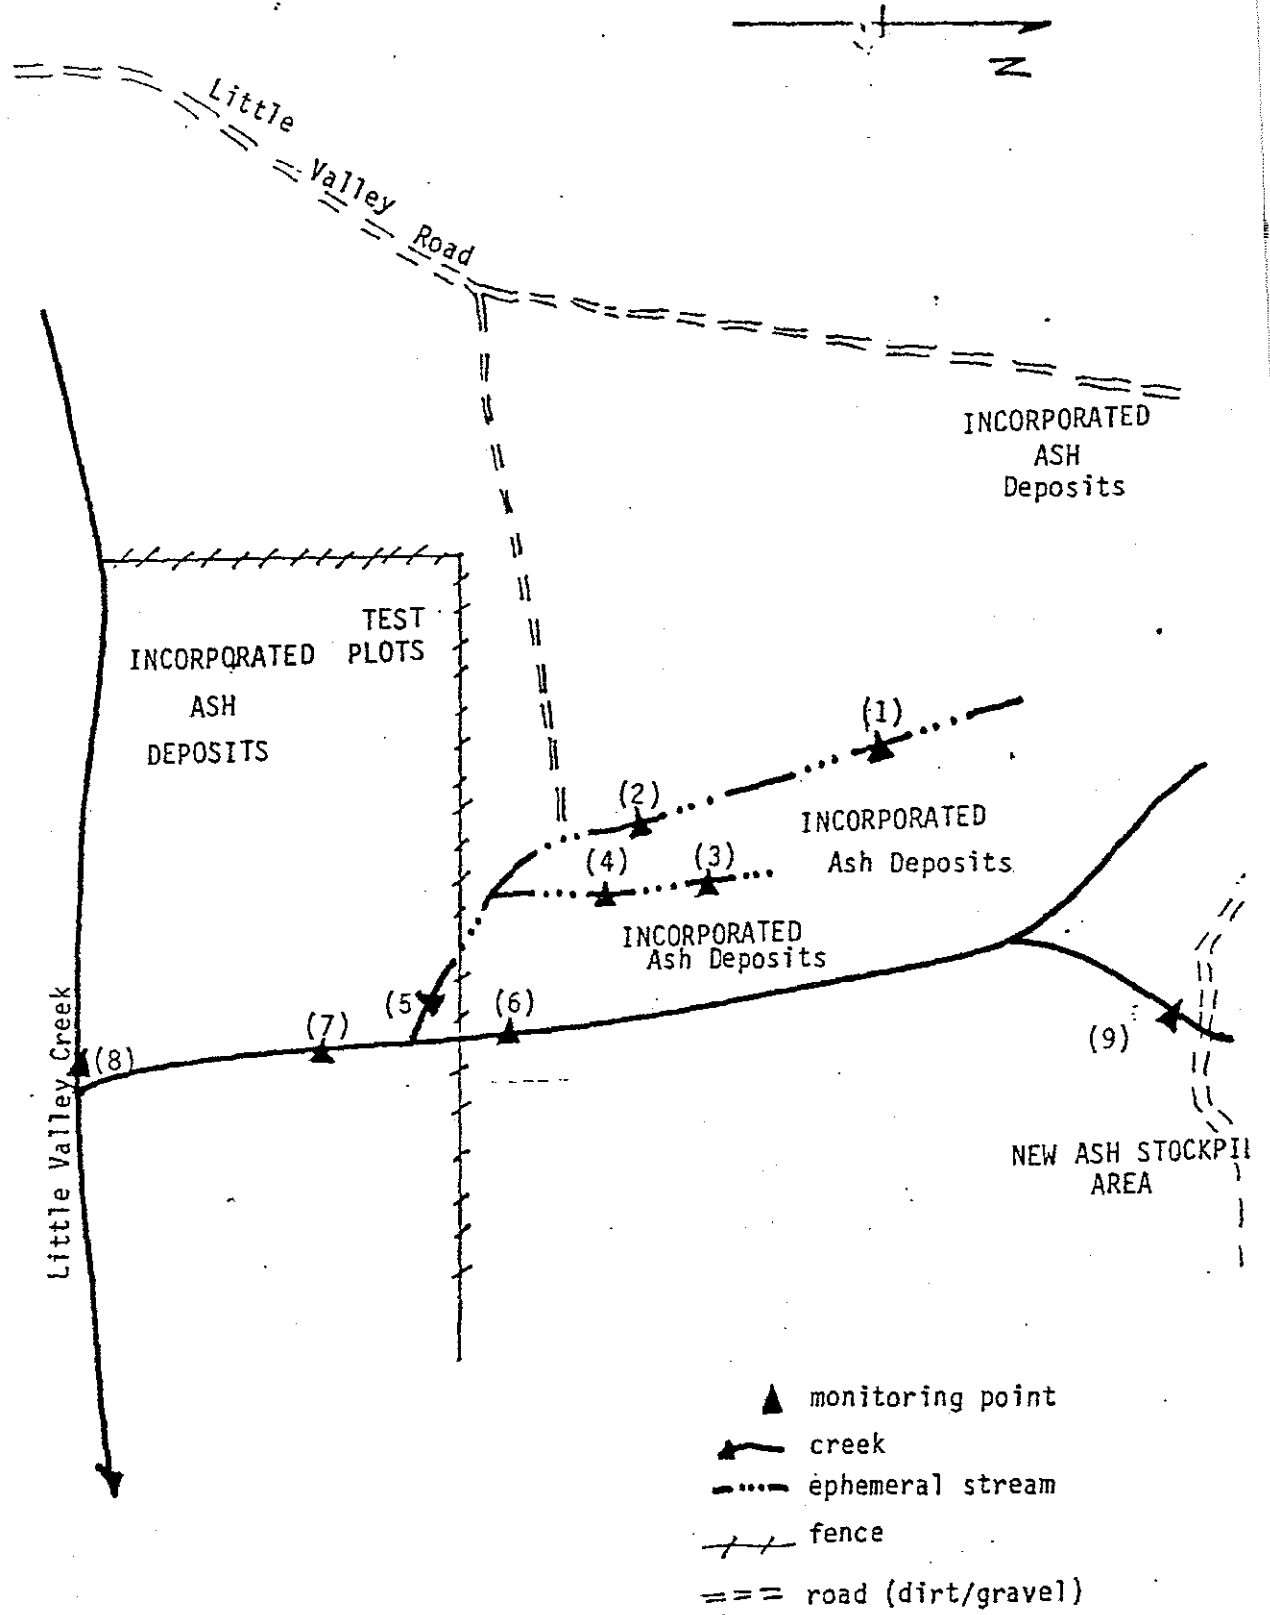 N
Little
Valley
Road
INCORPORATED
ASH
Deposits
TEST
PLOTS
INCORPORATED
ASH
DEPOSITS
(1)
(2)
INCORPORATED
Ash Deposits
(4)
(3)
INCORPORATED
Ash Deposits
(5)
(6)
(7)
(8)
(9)
Little Valley Creek
NEW ASH STOCKPIL
AREA
monitoring point
creek
ephemeral stream
fence
road (dirt/gravel)